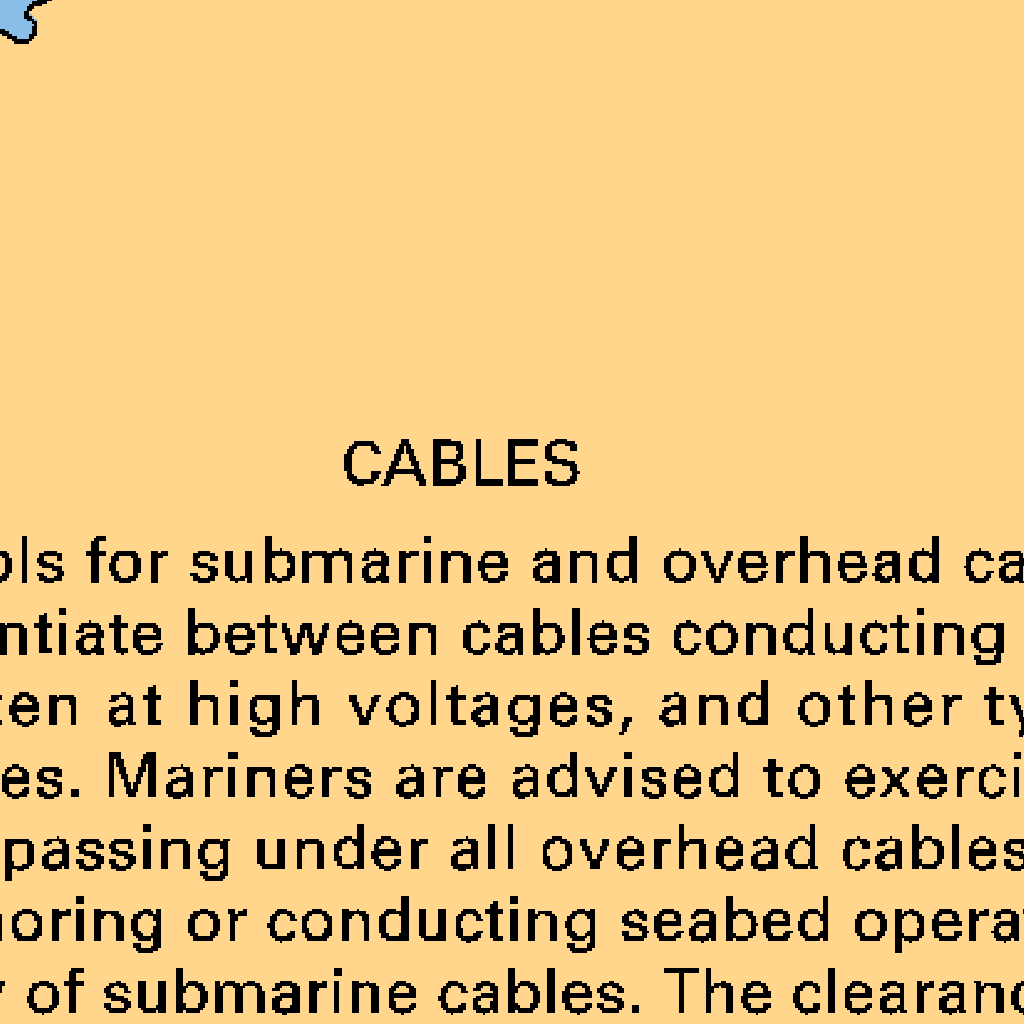 CABLES
ols for submarine and overhead ca
ntiate between cables conducting
ten at high voltages, and other ty
es. Mariners are advised to exerci
passing under all overhead cables
horing or conducting seabed opera
y of submarine cables. The clearanc